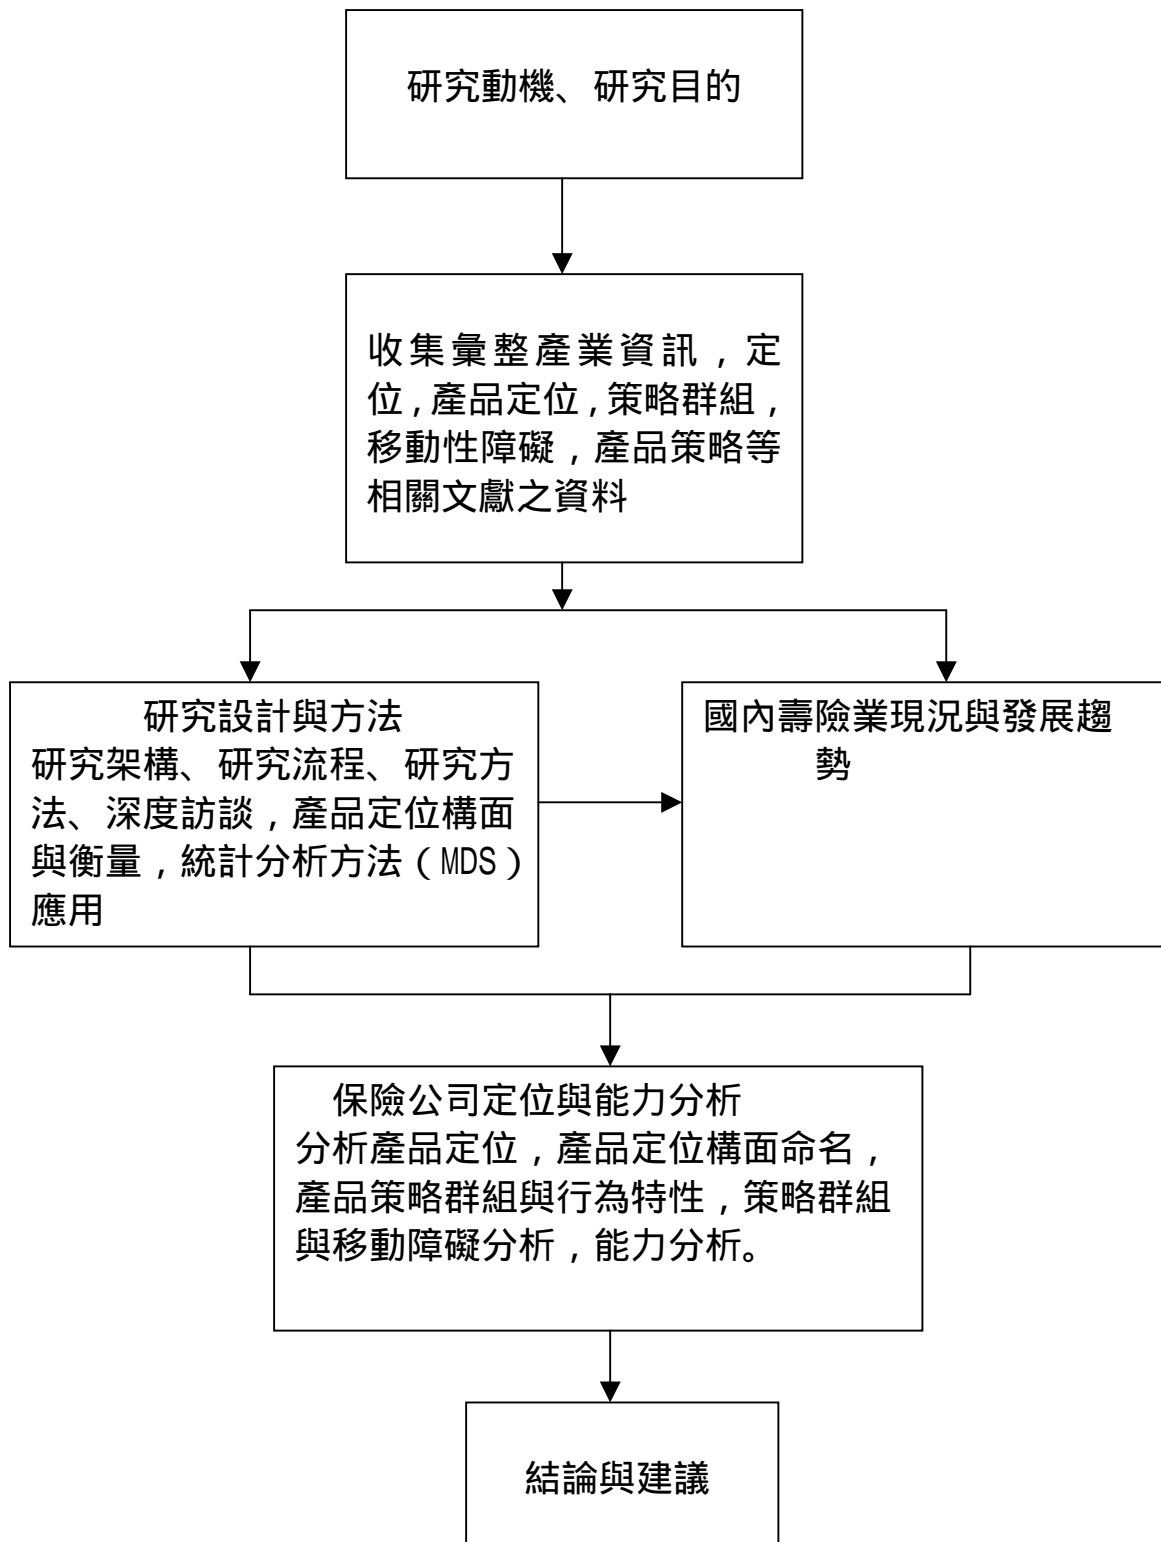 研究動機、研究目的
收集彙整產業資訊，定
位，產品定位，策略群組，
移動性障礙，產品策略等
相關文獻之資料
研究設計與方法
研究架構、研究流程、研究方
法、深度訪談，產品定位構面
與衡量，統計分析方法（MDS）
應用
國內壽險業現況與發展趨
勢
保險公司定位與能力分析
分析產品定位，產品定位構面命名，
產品策略群組與行為特性，策略群組
與移動障礙分析，能力分析。
結論與建議